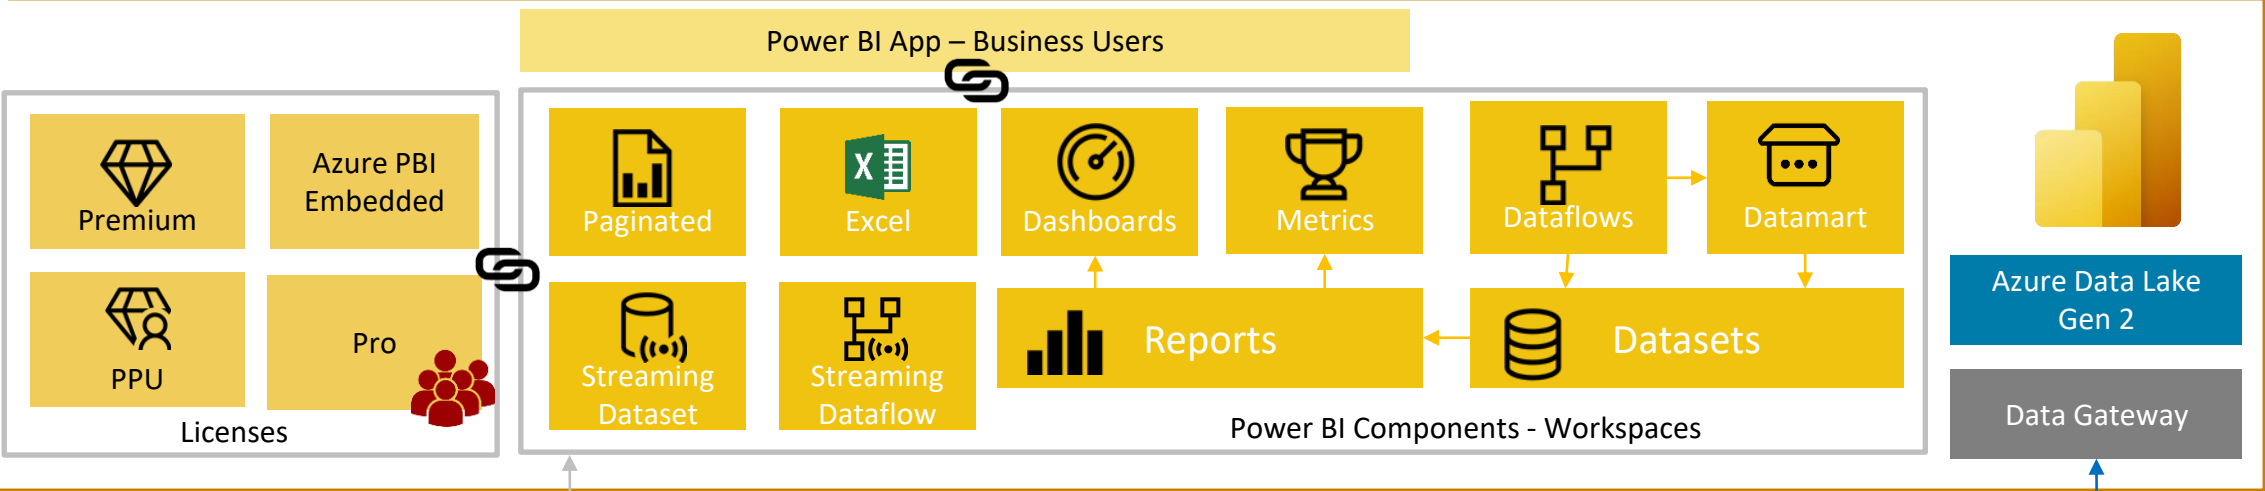 Power BI App – Business Users
Premium
Azure PBI
Embedded
PPU
Pro
Licenses
Paginated
X
Excel
Dashboards
Metrics
Dataflows
Datamart
Streaming
Dataset
Streaming
Dataflow
Reports
Datasets
Power BI Components - Workspaces
Azure Data Lake
Gen 2
Data Gateway